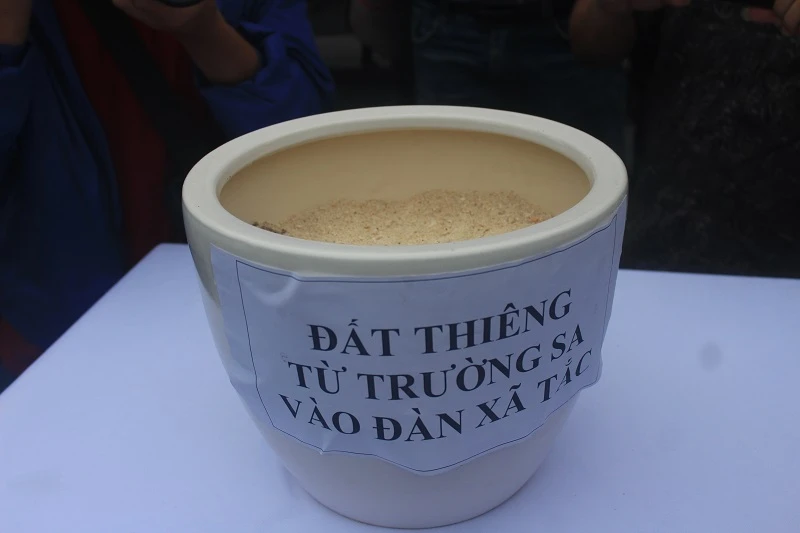 ĐẤT THIÊNG
TỪ TRƯỜNG SA
VÀO ĐÀN XÃ TẮC